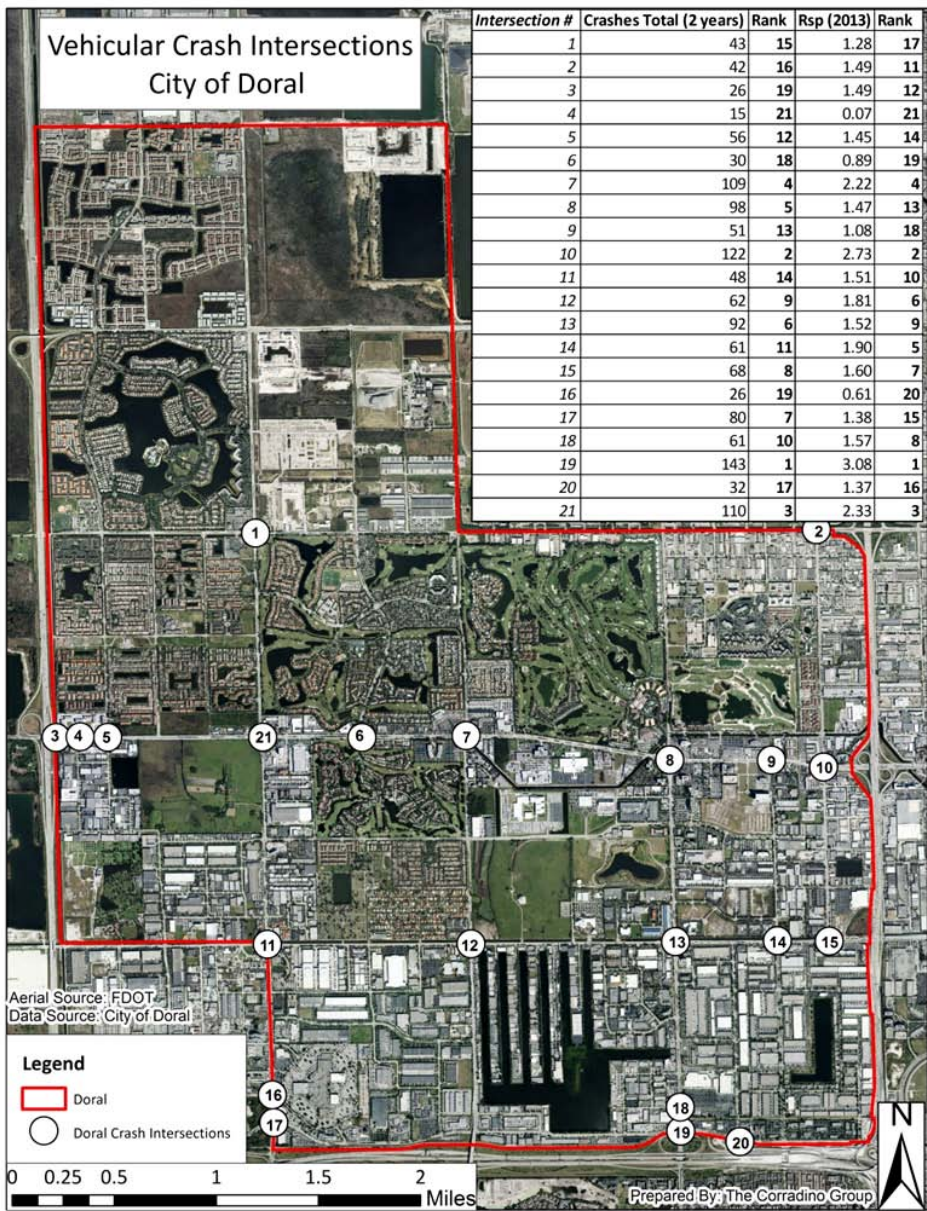 Vehicular Crash Intersections
City of Doral
Intersection # Crashes Total (2 years) Rank Rsp (2013) Rank
1 43 15 1.28 17
2 42 16 1.49 11
3 26 19 1.49 12
4 15 21 0.07 21
5 56 12 1.45 14
6 30 18 0.89 19
7 109 4 2.22 4
8 98 5 1.47 13
9 51 13 1.08 18
10 122 2 2.73 2
11 48 14 1.51 10
12 62 9 1.81 6
13 92 6 1.52 9
14 61 11 1.90 5
15 68 8 1.60 7
16 26 19 0.61 20
17 80 7 1.38 15
18 61 10 1.57 8
19 143 1 3.08 1
20 32 17 1.37 16
21 110 3 2.33 3
1 2
3 4 5 21 6 7
8 9 10
11 12 13 14 15
16
17
18
19
20
Aerial Source: FDOT
Data Source: City of Doral
Legend
Doral
Doral Crash Intersections
0 0.25 0.5 1 1.5 2
Miles
Prepared By: The Corradino Group
N